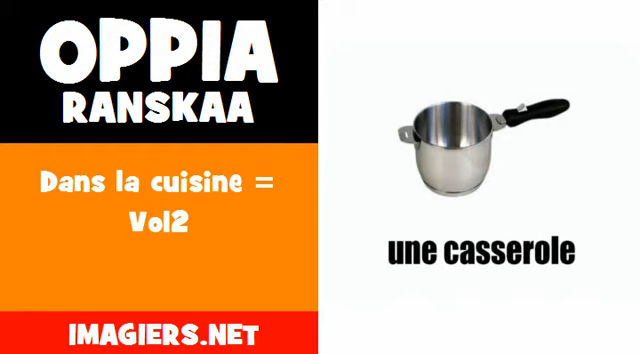 OPPIA
RANSKAA
Dans la cuisine =
Vol2
IMAGIERS.NET
une casserole